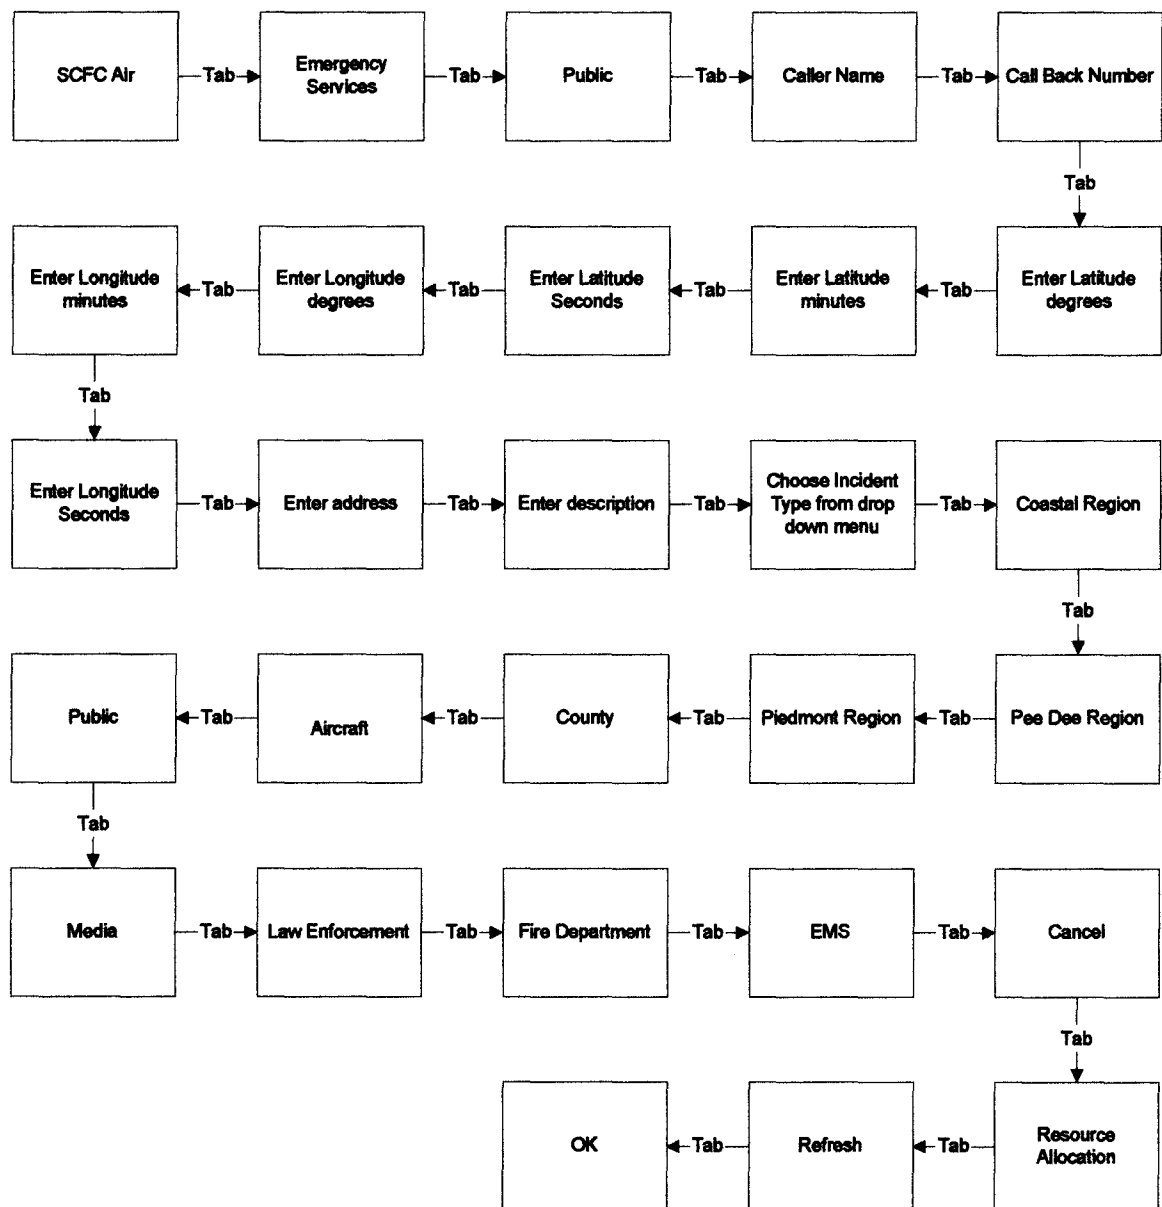 SCFC Air
Tab
Emergency
Services
Tab
Public
Tab
Caller Name
Tab
Call Back Number
Tab
Enter Latitude
degrees
Tab
Enter Latitude
minutes
Tab
Enter Latitude
Seconds
Tab
Enter Longitude
degrees
Tab
Enter Longitude
minutes
Tab
Enter Longitude
Seconds
Tab
Enter address
Tab
Enter description
Tab
Choose Incident
Type from drop
down menu
Tab
Coastal Region
Tab
Pee Dee Region
Tab
Piedmont Region
Tab
County
Tab
Aircraft
Tab
Public
Tab
Media
Tab
Law Enforcement
Tab
Fire Department
Tab
EMS
Tab
Cancel
Tab
Resource
Allocation
Tab
Refresh
Tab
OK